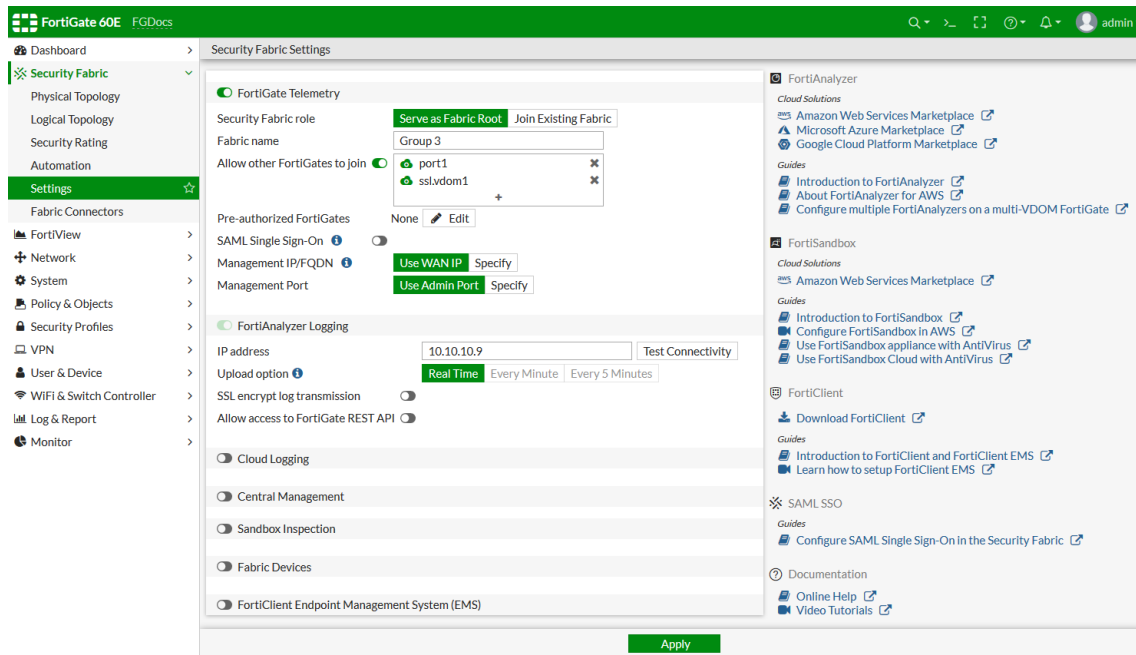 FortiGate 60E FGDocs
admin
Dashboard
Security Fabric
Physical Topology
Logical Topology
Security Rating
Automation
Settings
Fabric Connectors
FortiView
Network
System
Policy & Objects
Security Profiles
VPN
User & Device
WiFi & Switch Controller
Log & Report
Monitor
Security Fabric Settings
FortiGate Telemetry
Security Fabric role Serve as Fabric Root Join Existing Fabric
Fabric name Group 3
Allow other FortiGates to join port1
ssl.vdom1
+
Pre-authorized FortiGates None Edit
SAML Single Sign-On
Management IP/FQDN Use WAN IP Specify
Management Port Use Admin Port Specify
FortiAnalyzer Logging
IP address 10.10.10.9 Test Connectivity
Upload option Real Time Every Minute Every 5 Minutes
SSL encrypt log transmission
Allow access to FortiGate REST API
Cloud Logging
Central Management
Sandbox Inspection
Fabric Devices
FortiClient Endpoint Management System (EMS)
Apply
FortiAnalyzer
Cloud Solutions
aws Amazon Web Services Marketplace
Microsoft Azure Marketplace
Google Cloud Platform Marketplace
Guides
Introduction to FortiAnalyzer
About FortiAnalyzer for AWS
Configure multiple FortiAnalyzers on a multi-VDOM FortiGate
FortiSandbox
Cloud Solutions
aws Amazon Web Services Marketplace
Guides
Introduction to FortiSandbox
Configure FortiSandbox in AWS
Use FortiSandbox appliance with AntiVirus
Use FortiSandbox Cloud with AntiVirus
FortiClient
Download FortiClient
Guides
Introduction to FortiClient and FortiClient EMS
Learn how to setup FortiClient EMS
SAML SSO
Guides
Configure SAML Single Sign-On in the Security Fabric
Documentation
Online Help
Video Tutorials